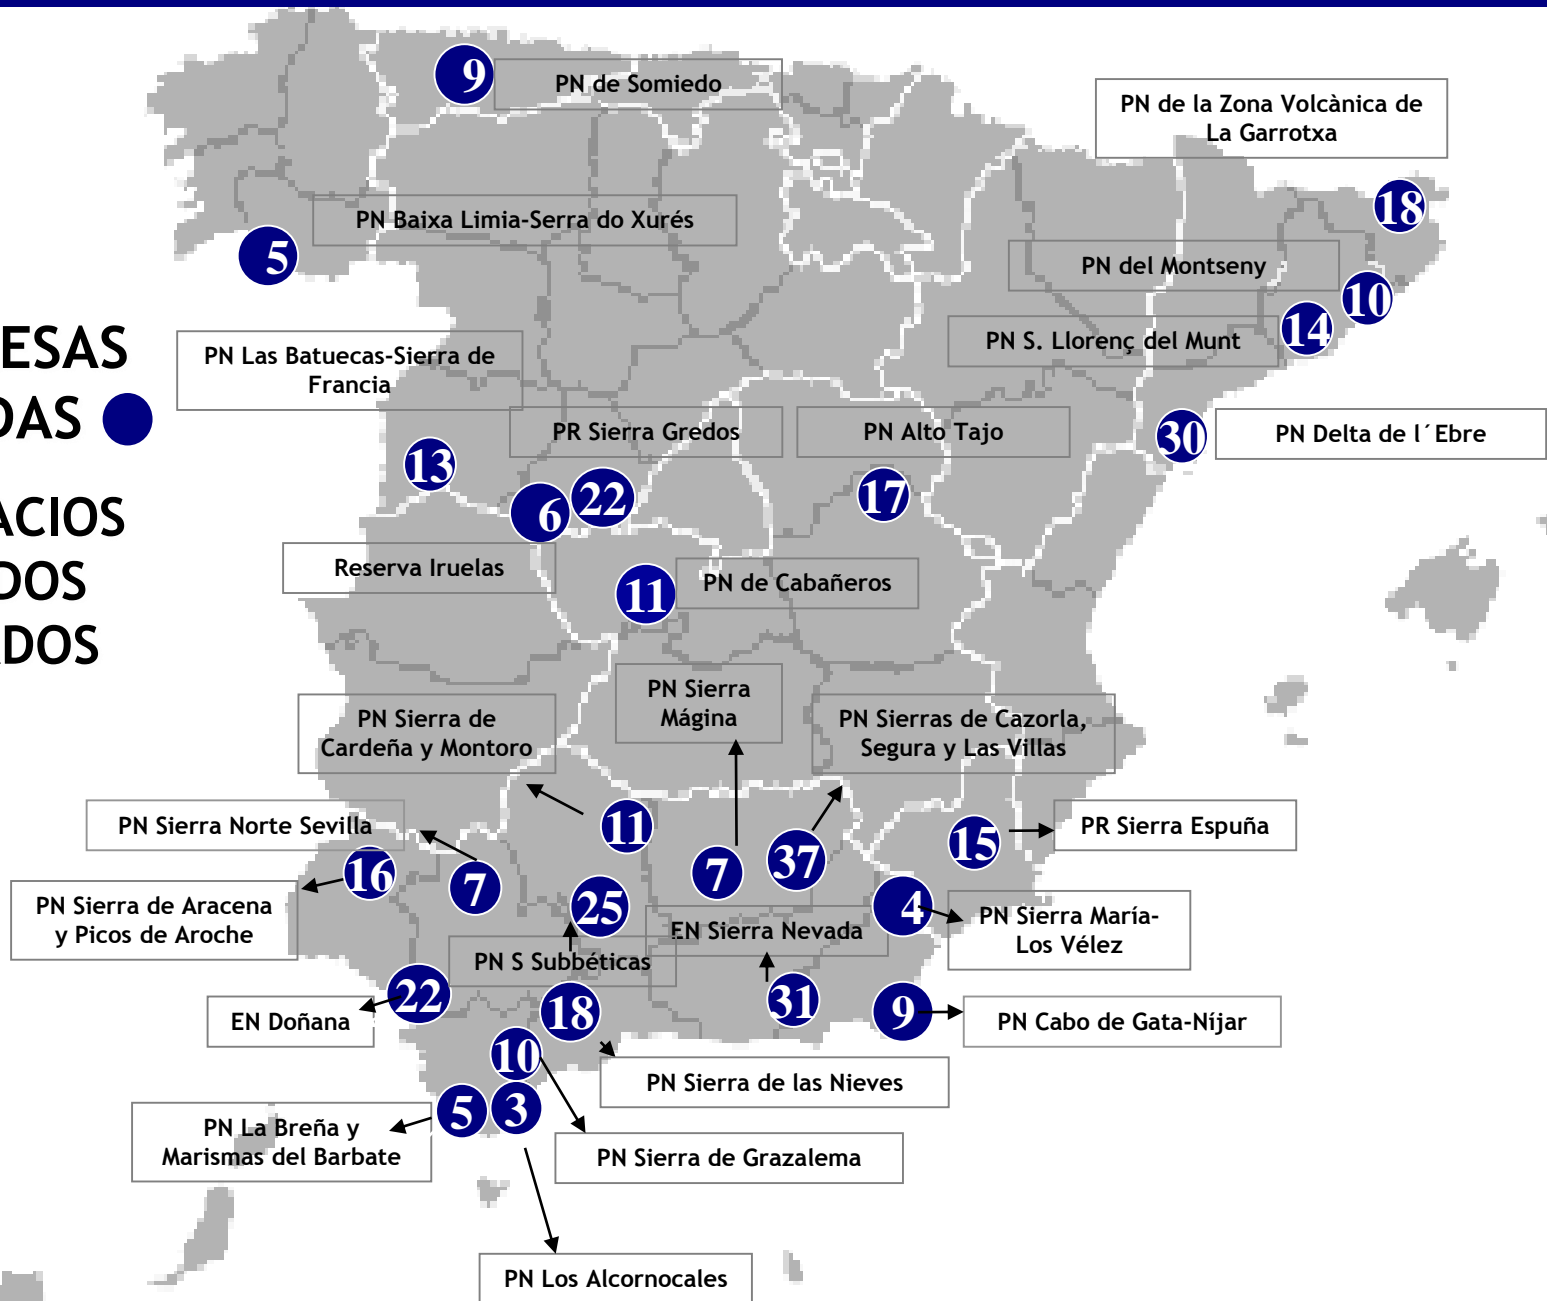 9
PN de Somiedo
PN de la Zona Volcànica de
La Garrotxa
18
PN Baixa Limia-Serra do Xurés
5
PN del Montseny
10
14
PN S. Llorenç del Munt
ESAS
DAS
PN Las Batuecas-Sierra de
Francia
PR Sierra Gredos
PN Alto Tajo
30
PN Delta de l´Ebre
13
6
22
17
ACIOS
DOS
ADOS
Reserva Iruelas
11
PN de Cabañeros
PN Sierra
Mágina
PN Sierra de
Cardeña y Montoro
PN Sierras de Cazorla,
Segura y Las Villas
PN Sierra Norte Sevilla
11
15
PR Sierra Espuña
16
7
7
37
PN Sierra de Aracena
y Picos de Aroche
25
EN Sierra Nevada
4
PN Sierra María-
Los Vélez
PN S Subbéticas
22
EN Doñana
18
31
9
PN Cabo de Gata-Níjar
10
PN Sierra de las Nieves
5
3
PN La Breña y
Marismas del Barbate
PN Sierra de Grazalema
PN Los Alcornocales